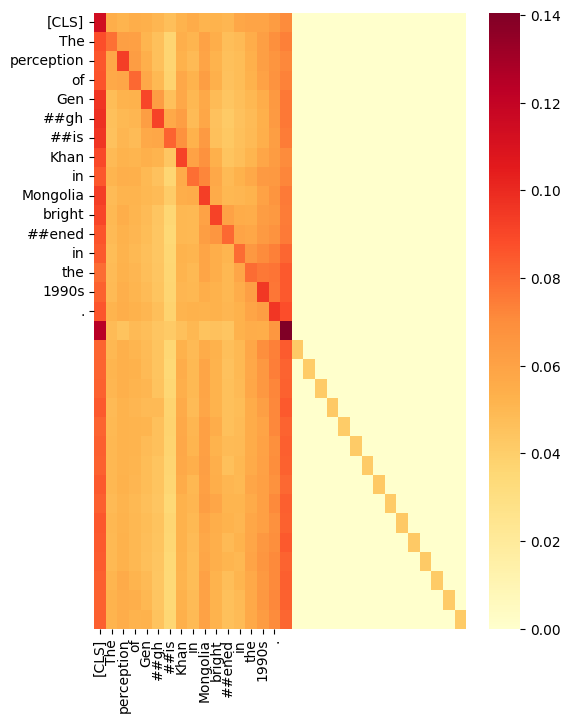 [CLS]
The
perception
of
Gen
##gh
##is
Khan
in
Mongolia
bright
##ened
in
the
1990s
.
0.14
0.12
0.10
0.08
0.06
0.04
0.02
0.00
[CLS]
The
perception
of
Gen
##gh
##is
Khan
in
Mongolia
bright
##ened
in
the
1990s
.